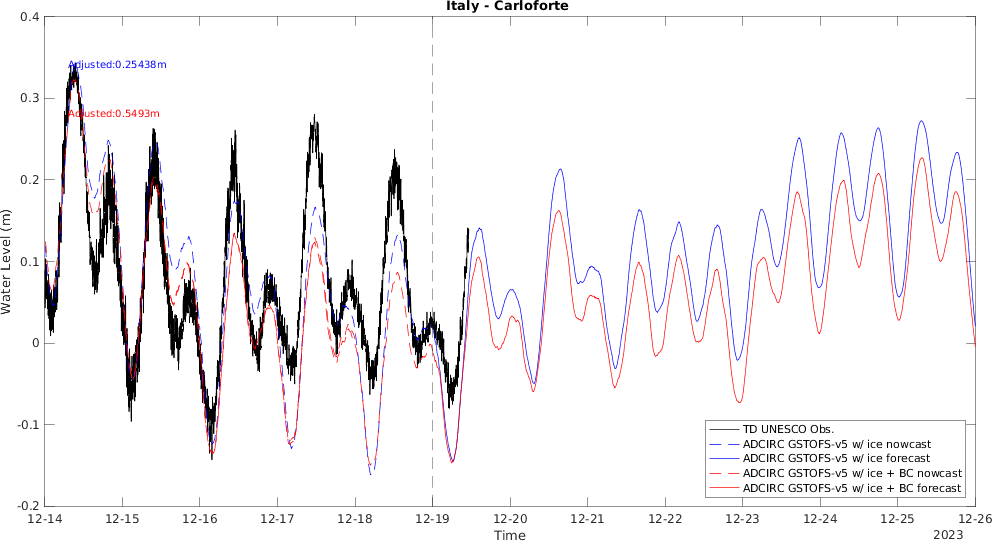 Italy - Carloforte
Adjusted:0.25438m
Adjusted:0.5493m
Water Level (m)
0.4
0.3
0.2
0.1
0
-0.1
-0.2
12-14 12-15 12-16 12-17 12-18 12-19 12-20 12-21 12-22 12-23 12-24 12-25 12-26
Time
2023
TD UNESCO Obs.
ADCIRC GSTOFS-v5 w/ ice nowcast
ADCIRC GSTOFS-v5 w/ ice forecast
ADCIRC GSTOFS-v5 w/ ice + BC nowcast
ADCIRC GSTOFS-v5 w/ ice + BC forecast